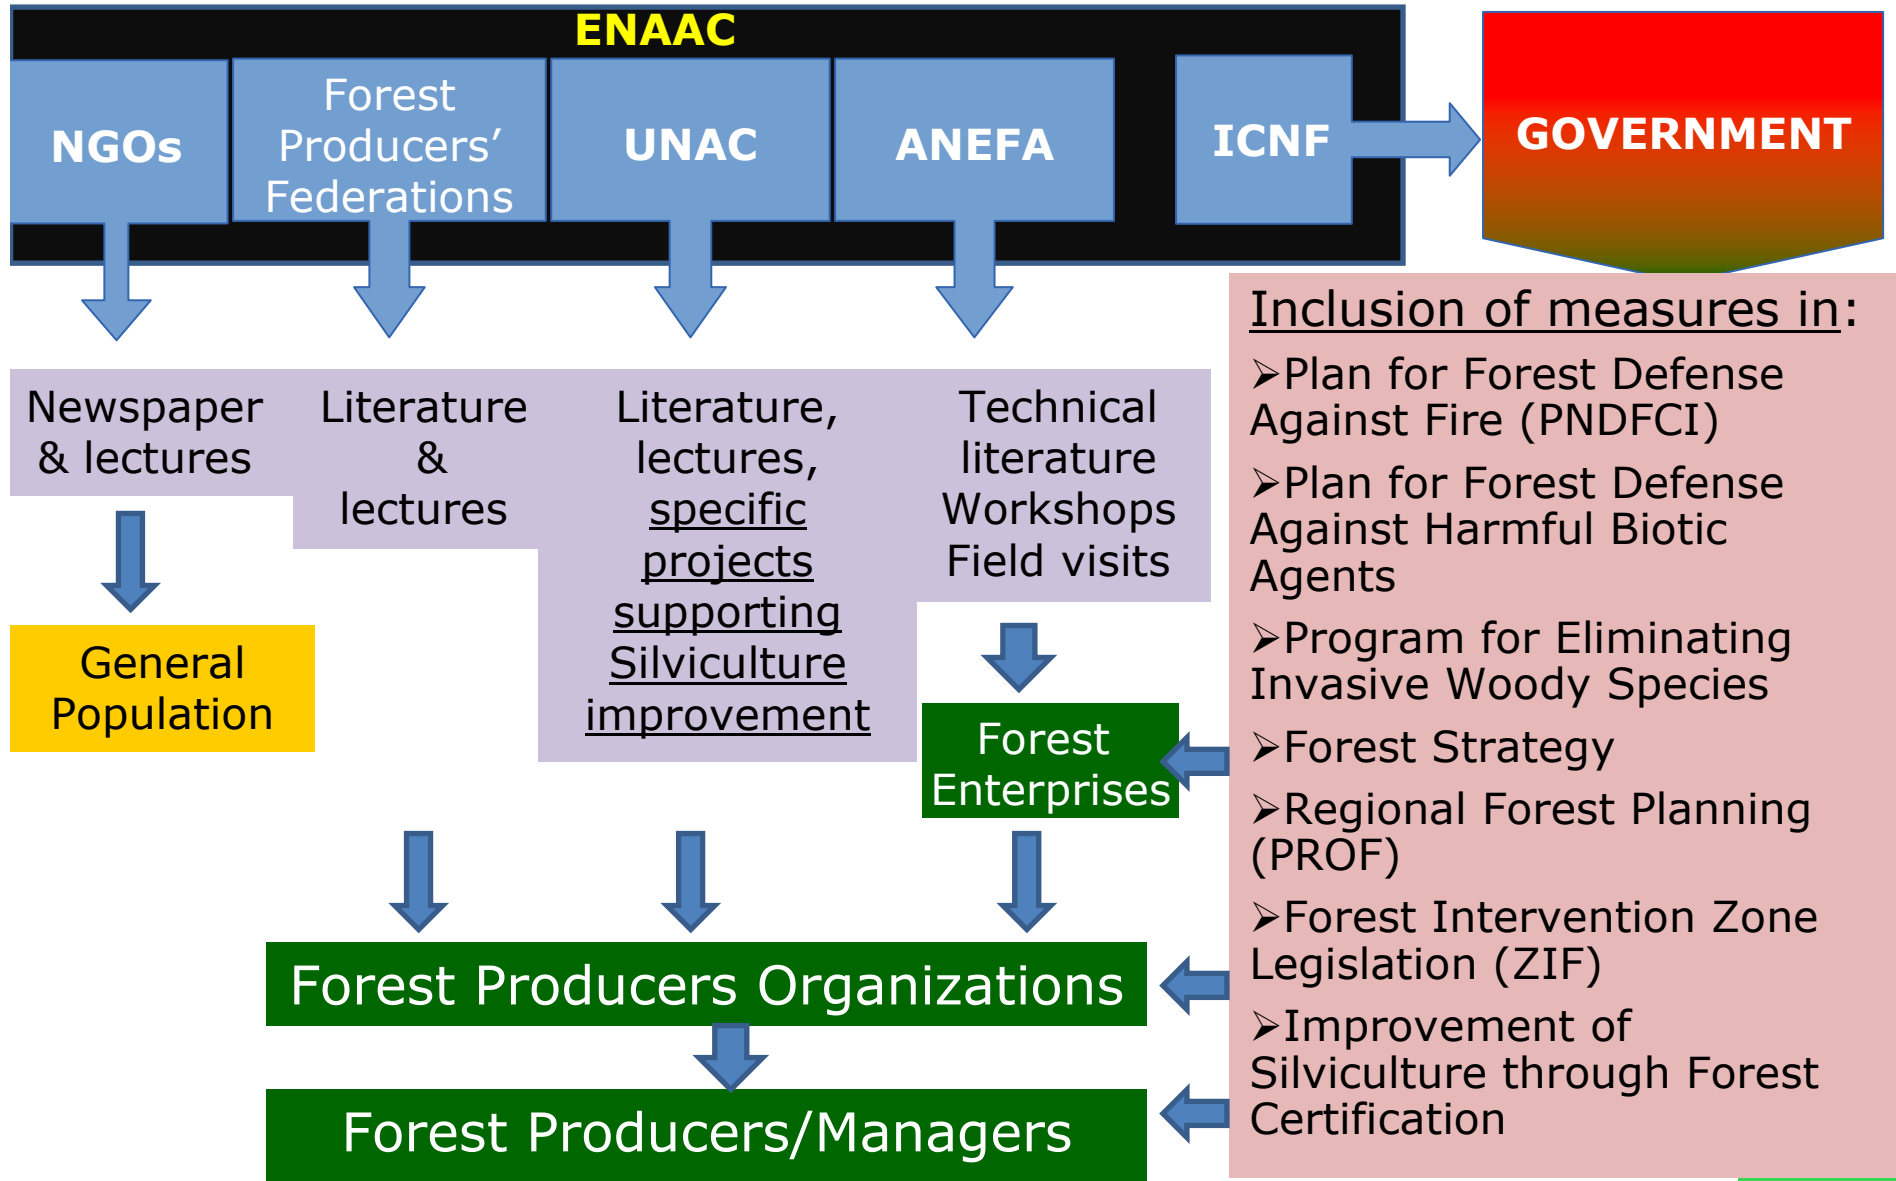 ENAAC
NGOs
Forest
Producers’
Federations
UNAC
ANEFA
ICNF
GOVERNMENT
Newspaper
& lectures
Literature
&
lectures
Literature,
lectures,
specific
projects
supporting
Silviculture
improvement
Technical
literature
Workshops
Field visits
General
Population
Forest
Enterprises
Forest Producers Organizations
Forest Producers/Managers
Inclusion of measures in:
➢Plan for Forest Defense
Against Fire (PNDFCI)
➢Plan for Forest Defense
Against Harmful Biotic
Agents
➢Program for Eliminating
Invasive Woody Species
➢Forest Strategy
➢Regional Forest Planning
(PROF)
➢Forest Intervention Zone
Legislation (ZIF)
➢Improvement of
Silviculture through Forest
Certification